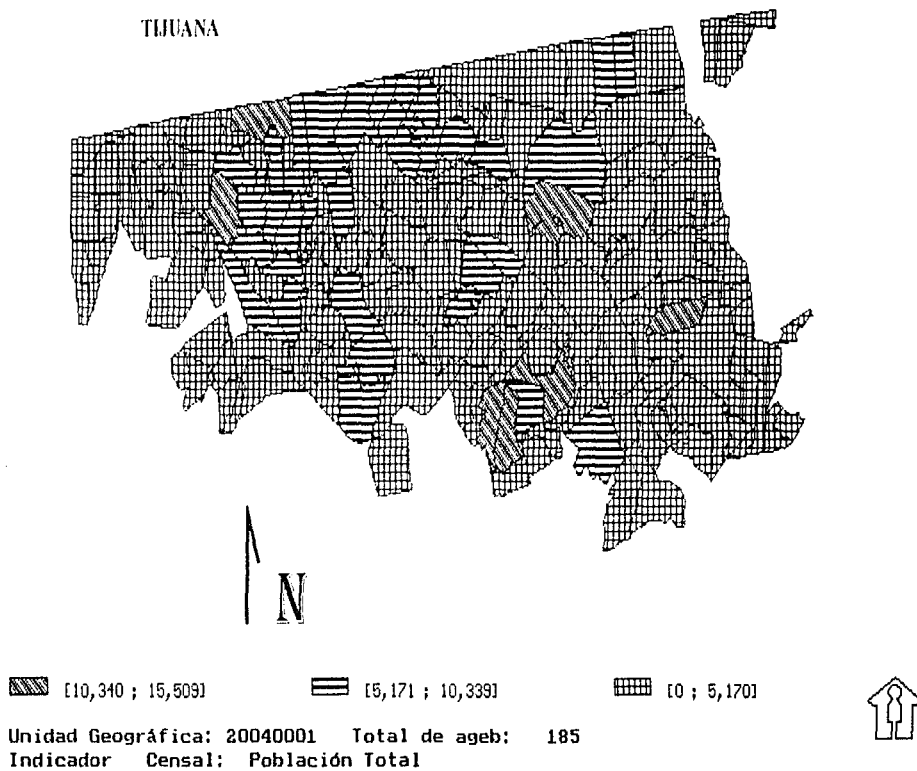 TIJUANA
N
[10,340 ; 15,509] [5,171 ; 10,339] [0 ; 5,170]
Unidad Geográfica: 20040001 Total de ageb: 185
Indicador Censal: Población Total